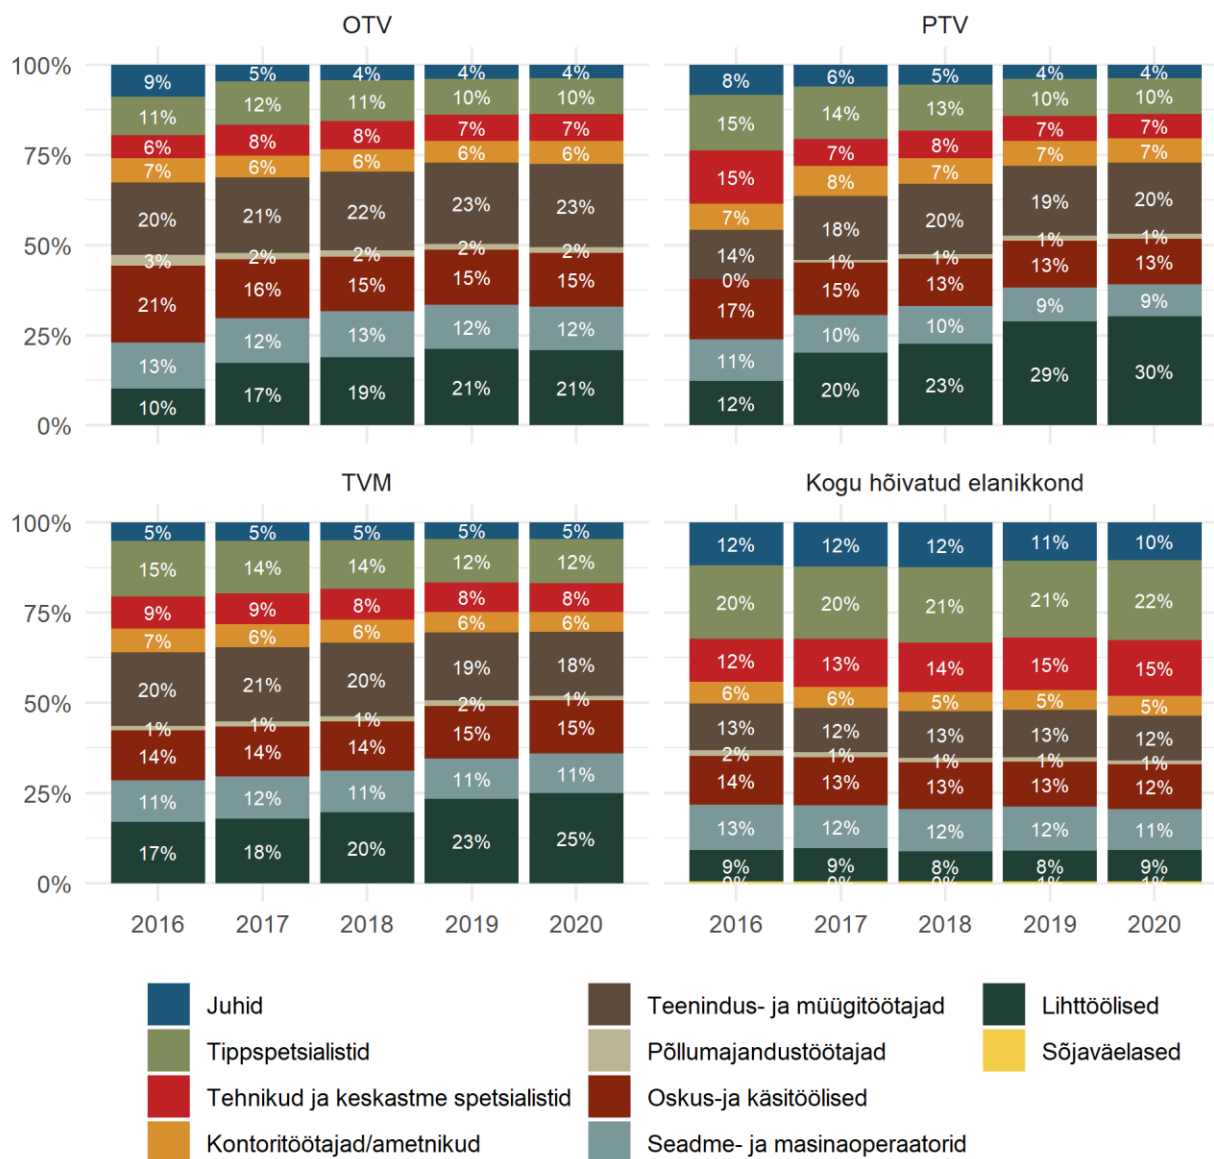 OTV PTV
100%
75%
50%
25%
0%
9% 5% 4% 4% 4%
11% 12% 11% 10% 10%
6% 8% 8% 7% 7%
7% 6% 6% 6% 6%
20% 21% 22% 23% 23%
3% 2% 2% 2% 2%
21% 16% 15% 15% 15%
13% 12% 13% 12% 12%
10% 17% 19% 21% 21%
8% 6% 5% 4% 4%
15% 14% 13% 10% 10%
15% 7% 8% 7% 7%
7% 8% 7% 7% 7%
14% 18% 20% 19% 20%
0% 1% 1% 1% 1%
17% 15% 13% 13% 13%
11% 10% 10% 9% 9%
12% 20% 23% 29% 30%
TVM Kogu hõivatud elanikkond
100%
75%
50%
25%
0%
5% 5% 5% 5% 5%
15% 14% 14% 12% 12%
9% 9% 8% 8% 8%
7% 6% 6% 6% 6%
20% 21% 20% 19% 18%
1% 1% 1% 2% 1%
14% 14% 14% 15% 15%
11% 12% 11% 11% 11%
17% 18% 20% 23% 25%
12% 12% 12% 11% 10%
20% 20% 21% 21% 22%
12% 13% 14% 15% 15%
6% 6% 5% 5% 5%
13% 12% 13% 13% 12%
2% 1% 1% 1% 1%
14% 13% 13% 13% 12%
13% 12% 12% 12% 11%
9% 9% 8% 8% 9%
0% 0% 0% 1% 1%
2016 2017 2018 2019 2020 2016 2017 2018 2019 2020
Juhid
Tippspetsialistid
Tehnikud ja keskastme spetsialistid
Kontoritöötajad/ametnikud
Teenindus- ja müügitöötajad
Põllumajandustöötajad
Oskus-ja käsitöölised
Seadme- ja masinaoperaatorid
Lihttöölised
Sõjaväelased